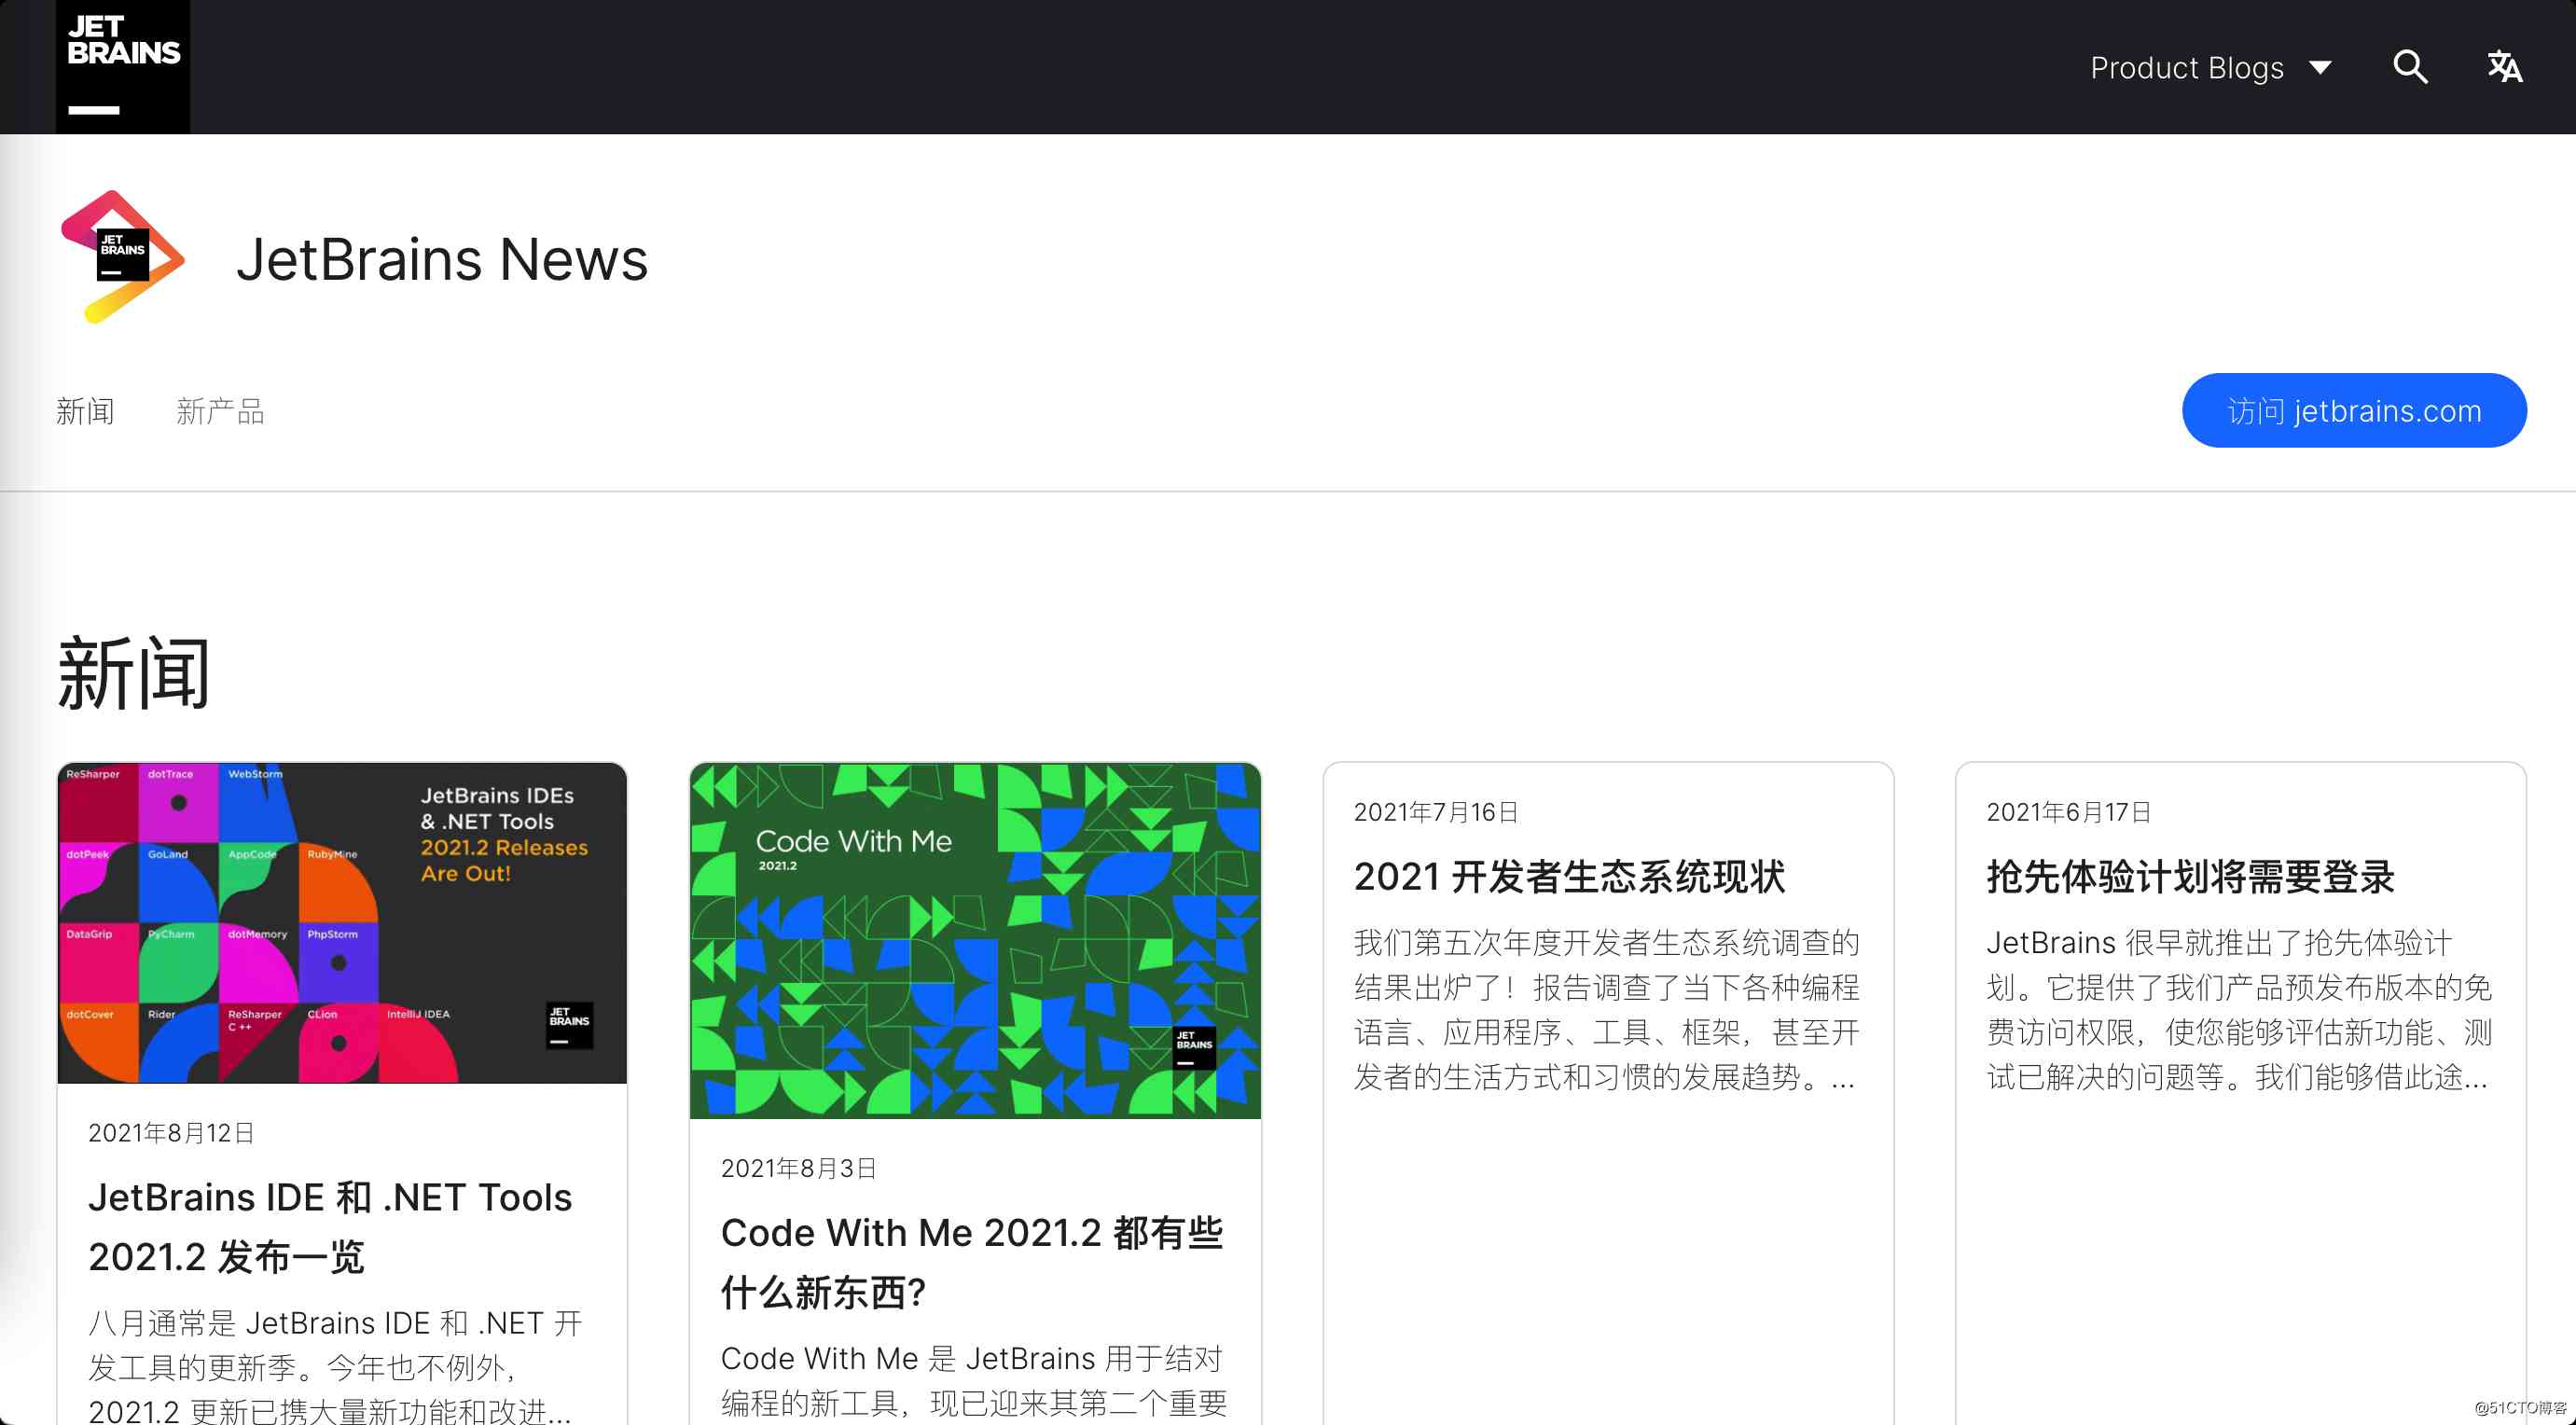 JET
BRAINS
Product Blogs
JET
BRAINS
JetBrains News
新闻
新产品
访问 jetbrains.com
新闻
ReSharper
dotTrace
WebStorm
dotPeek
GoLand
AppCode
RubyMine
DataGrip
PyCharm
dotMemory
PhpStorm
dotCover
Rider
ReSharper
C ++
CLion
IntelliJ IDEA
JetBrains IDEs
& .NET Tools
2021.2 Releases
Are Out!
JET
BRAINS
2021年8月12日
JetBrains IDE 和 .NET Tools
2021.2 发布一览
八月通常是 JetBrains IDE 和 .NET 开
发工具的更新季。今年也不例外，
2021.2 更新已携大量新功能和改进...
Code With Me
2021.2
JET
BRAINS
2021年8月3日
Code With Me 2021.2 都有些
什么新东西?
Code With Me 是 JetBrains 用于结对
编程的新工具，现已迎来其第二个重要
2021年7月16日
2021 开发者生态系统现状
我们第五次年度开发者生态系统调查的
结果出炉了！报告调查了当下各种编程
语言、应用程序、工具、框架，甚至开
发者的生活方式和习惯的发展趋势。...
2021年6月17日
抢先体验计划将需要登录
JetBrains 很早就推出了抢先体验计
划。它提供了我们产品预发布版本的免
费访问权限，使您能够评估新功能、测
试已解决的问题等。我们能够借此途...
@51CTO博客